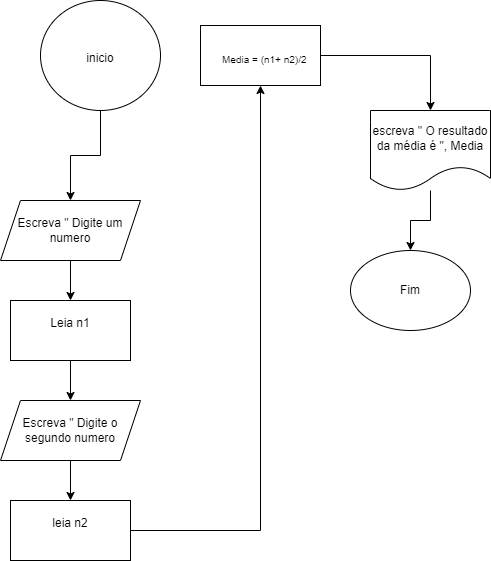 inicio
Escreva " Digite um
numero
Leia n1
Escreva " Digite o
segundo numero
leia n2
Media = (n1+ n2)/2
escreva " O resultado
da média é ", Media
Fim